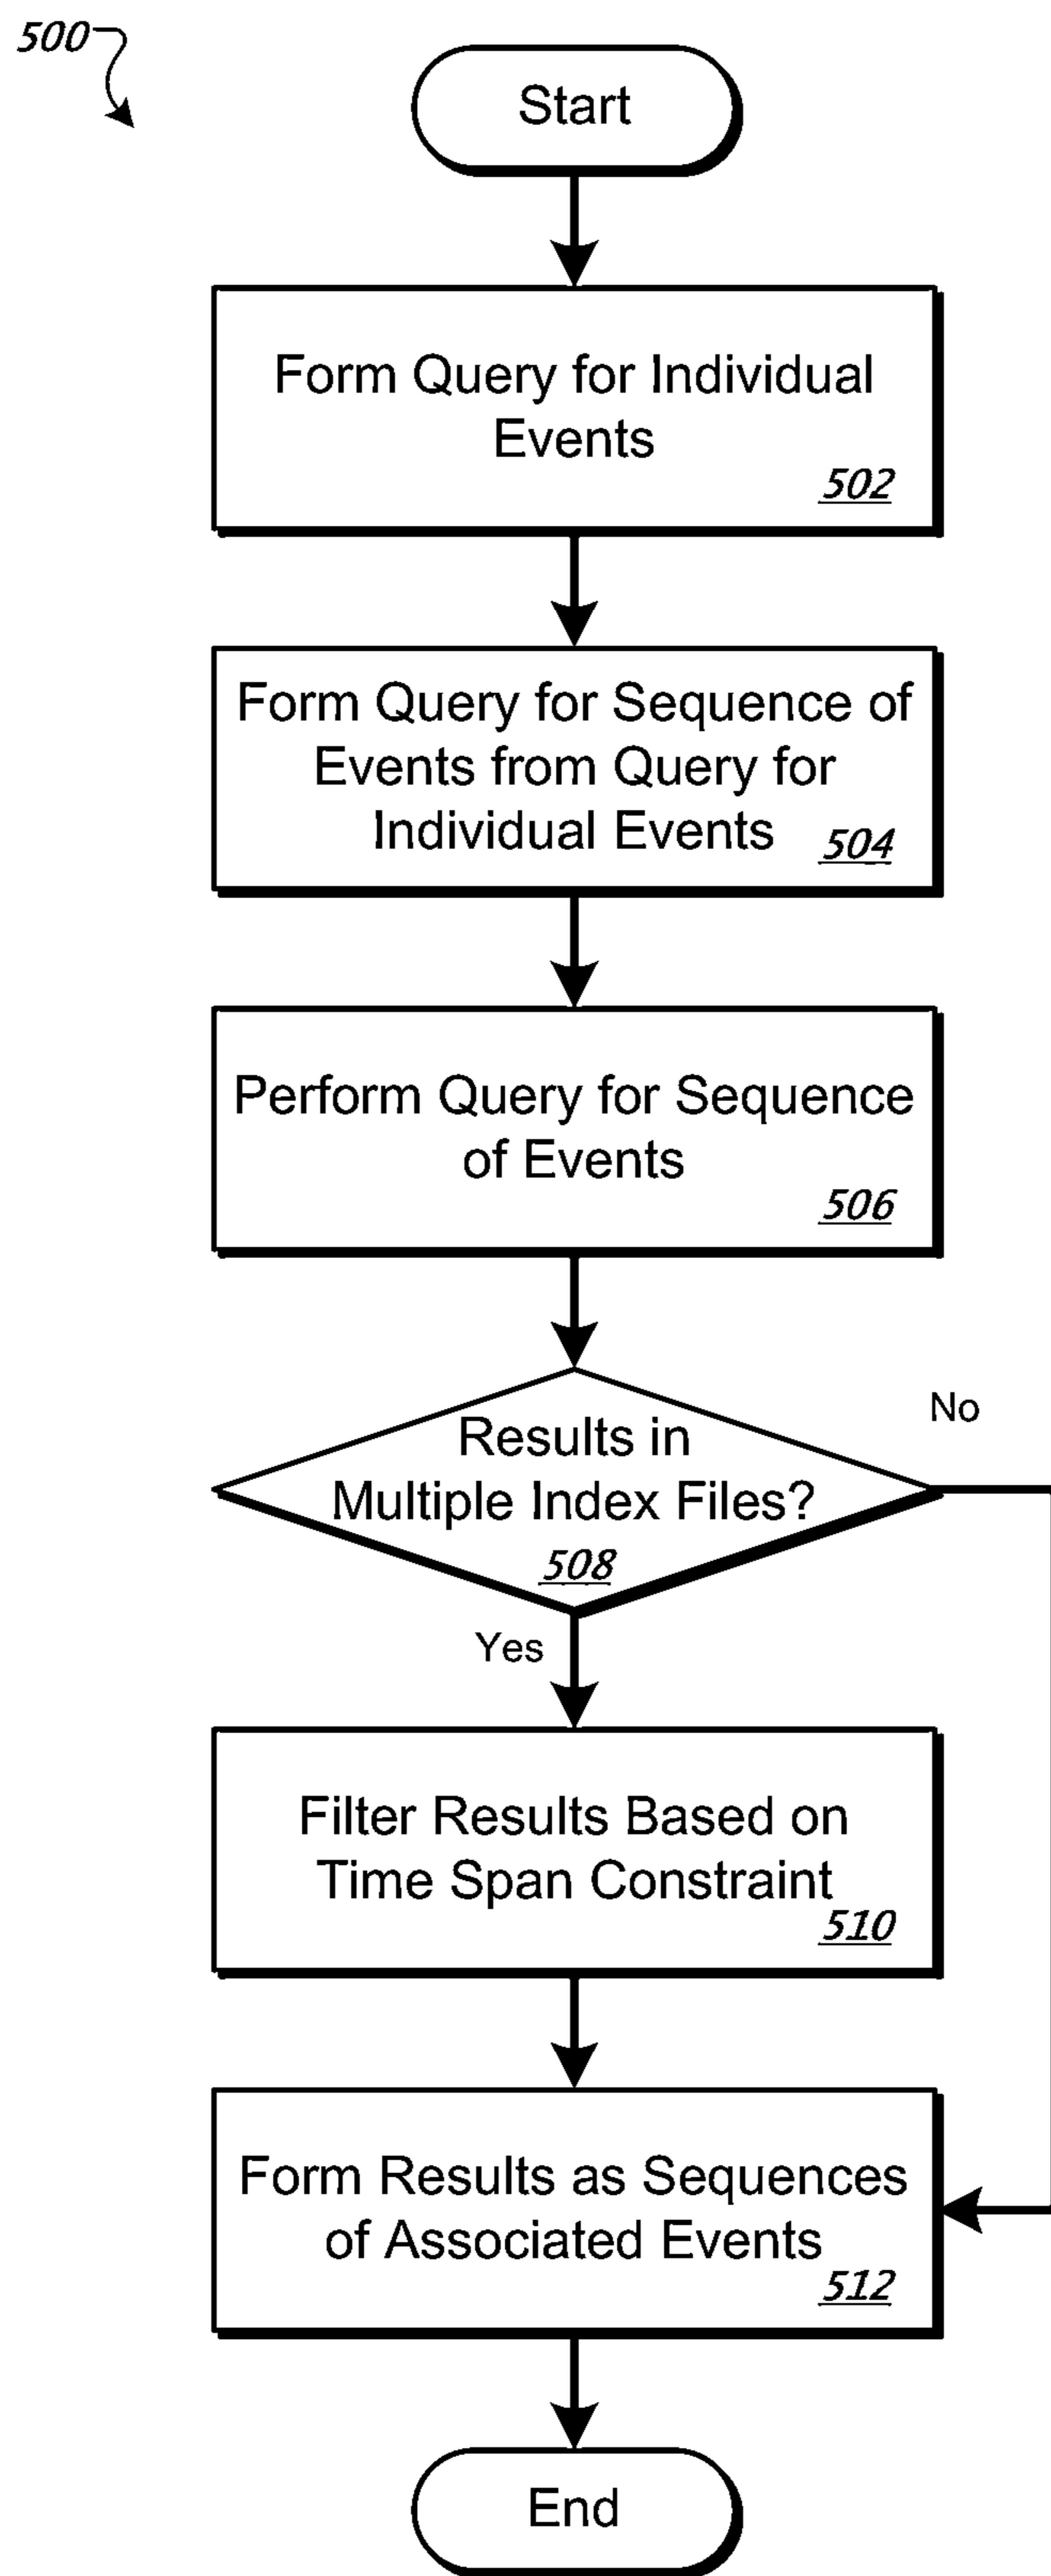 500
Start
Form Query for Individual
Events
502
Form Query for Sequence of
Events from Query for
Individual Events
504
Perform Query for Sequence
of Events
506
Results in
Multiple Index Files?
508
No
Yes
Filter Results Based on
Time Span Constraint
510
Form Results as Sequences
of Associated Events
512
End